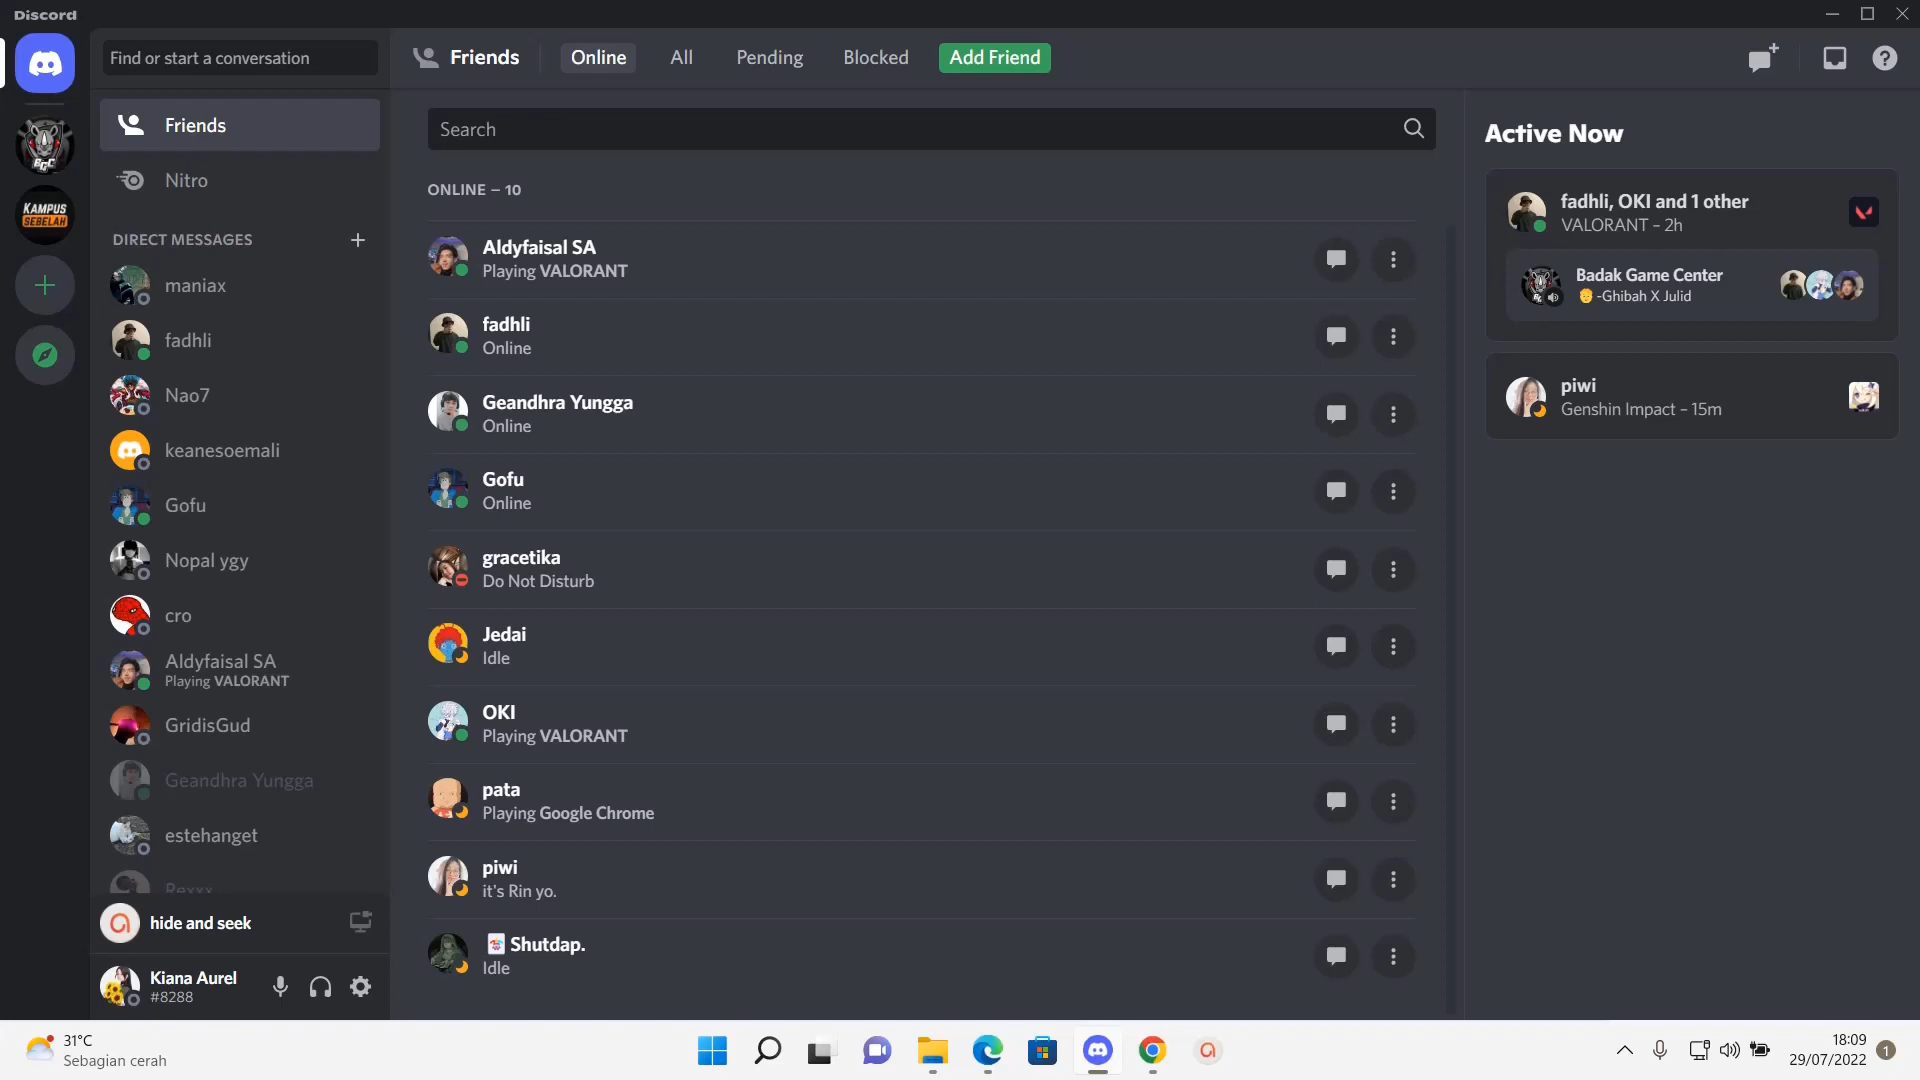 Discord
Find or start a conversation
Friends
Online
All
Pending
Blocked
Add Friend
BGC
KAMPUS
SEBELAH
Friends
Nitro
DIRECT MESSAGES
maniax
fadhli
Nao7
keanesoemali
Gofu
Nopal ygy
cro
Aldyfaisal SA
Playing VALORANT
GridisGud
Geandhra Yungga
estehanget
Rexxx
hide and seek
Kiana Aurel
#8288
Search
ONLINE – 10
Aldyfaisal SA
Playing VALORANT
fadhli
Online
Geandhra Yungga
Online
Gofu
Online
gracetika
Do Not Disturb
Jedai
Idle
OKI
Playing VALORANT
pata
Playing Google Chrome
piwi
it's Rin yo.
Shutdap.
Idle
Active Now
fadhli, OKI and 1 other
VALORANT – 2h
Badak Game Center
-Ghibah X Julid
piwi
Genshin Impact – 15m
31°C
Sebagian cerah
18:09
29/07/2022
1